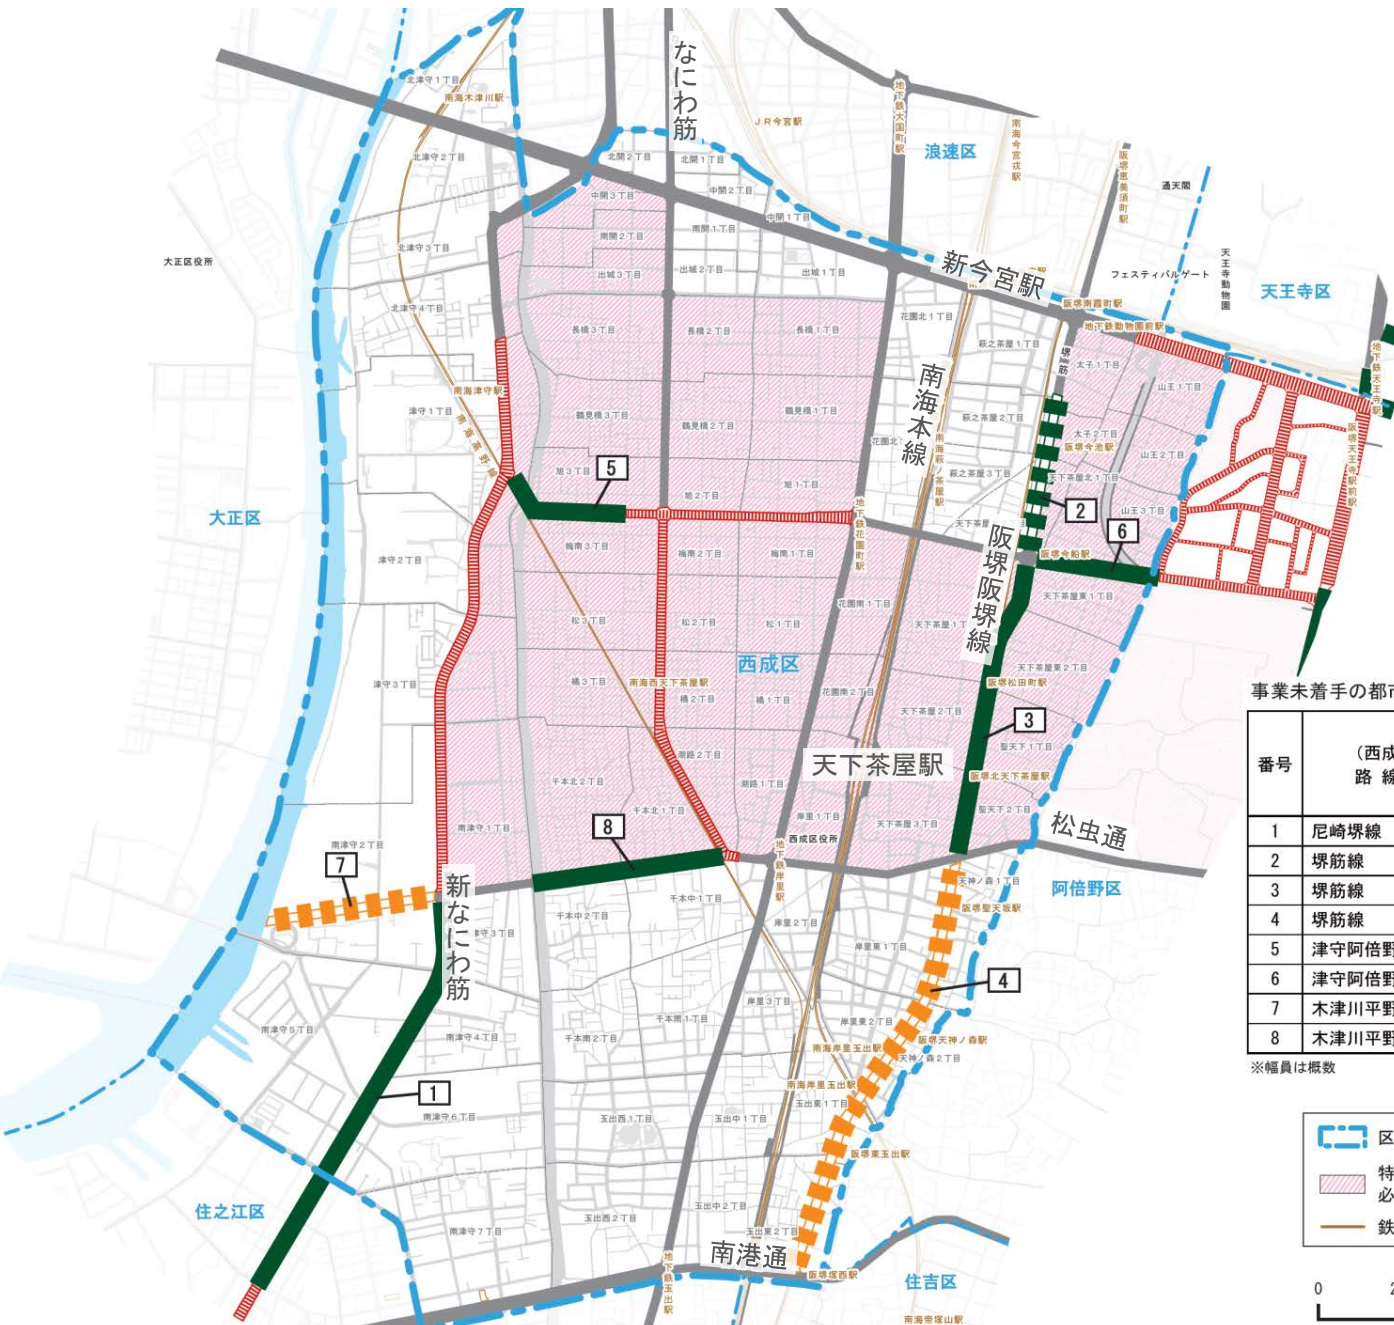 なにわ筋
北津守1丁目
南海木津川駅
JR今宮駅
地下鉄大国町駅
南海今宮戎駅
浪速区
阪堺恵美須町駅
通天閣
北津守2丁目
北開2丁目
北開1丁目
中開3丁目
中開2丁目
中開1丁目
南開2丁目
南開1丁目
大正区役所
北津守3丁目
出城3丁目
出城2丁目
出城1丁目
新今宮駅
フェスティバルゲート
天王寺動物園
天王寺区
阪堺南霞町駅
地下鉄動物園前駅
地下鉄天王寺駅
北津守4丁目
長橋3丁目
長橋2丁目
長橋1丁目
花園北1丁目
萩之茶屋1丁目
堺筋
太子1丁目
山王1丁目
南海津守駅
南海高野線
津守1丁目
鶴見橋3丁目
鶴見橋2丁目
鶴見橋1丁目
南海本線
萩之茶屋2丁目
太子2丁目
阪堺今池駅
山王2丁目
阪堺天王寺駅前駅
花園北
南海萩ノ茶屋駅
萩之茶屋3丁目
天下茶屋北1丁目
旭3丁目
5
旭2丁目
旭1丁目
2
山王3丁目
6
大正区
地下鉄花園町駅
天下茶屋
阪堺今船駅
津守2丁目
梅南3丁目
梅南2丁目
梅南1丁目
阪堺阪堺線
花園南1丁目
天下茶屋東1丁目
松3丁目
松2丁目
松1丁目
天下茶屋1丁
西成区
天下茶屋東2丁目
津守3丁目
橘3丁目
南海西天下茶屋駅
橘2丁目
橘1丁目
花園南2丁目
阪堺松田町駅
天下茶屋2丁目
3
聖天下1丁目
潮路2丁目
潮路1丁目
天下茶屋駅
阪堺北天下茶屋駅
千本北2丁目
千本北1丁目
岸里1丁目
天下茶屋3丁目
聖天下2丁目
南津守1丁目
8
西成区役所
松虫通
南津守2丁目
7
地下鉄岸里駅
天神ノ森1丁目
阿倍野区
新なにわ筋
守3丁目
千本中2丁目
千本中1丁目
岸里2丁目
阪堺聖天坂駅
岸里東1丁目
4
岸里3丁目
南津守5丁目
南津守4丁目
千本南2丁目
千本南1丁目
岸里東2丁目
南海岸里玉出駅
阪堺天神ノ森駅
天神ノ森2丁目
1
南海岸里玉出駅
南津守6丁目
玉出西1丁目
玉出中1丁目
玉出東1丁目
阪堺東玉出駅
住之江区
南津守7丁目
玉出西2丁目
玉出中2丁目
玉出東2丁目
南港通
地下鉄玉出駅
阪堺塚西駅
住吉区
南海帝塚山駅
事業未着手の都市
番号 (西成
路 線
1 尼崎堺線
2 堺筋線
3 堺筋線
4 堺筋線
5 津守阿倍野
6 津守阿倍野
7 木津川平野
8 木津川平野
※幅員は概数
区
特
必
鉄
0 2